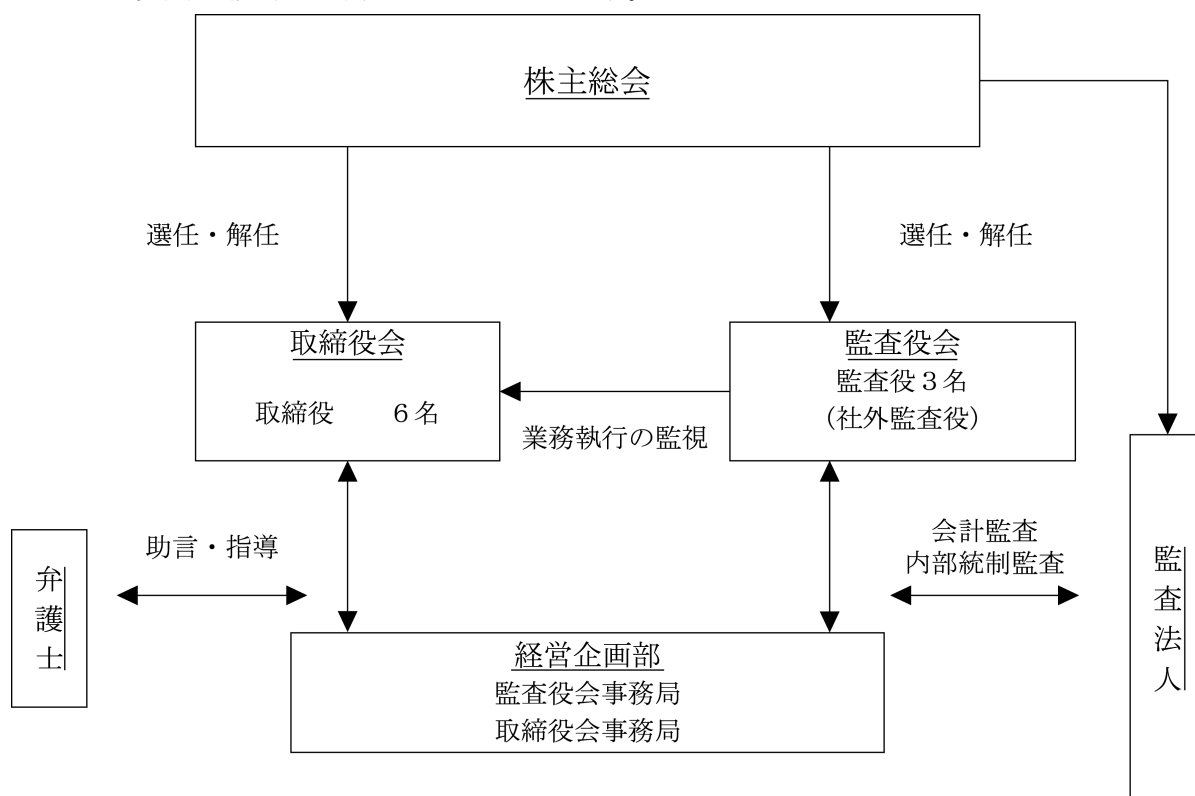 株主総会
選任・解任
選任・解任
取締役会
取締役 6名
業務執行の監視
監査役会
監査役3名
(社外監査役)
弁護士
助言・指導
会計監査
内部統制監査
監査法人
経営企画部
監査役会事務局
取締役会事務局